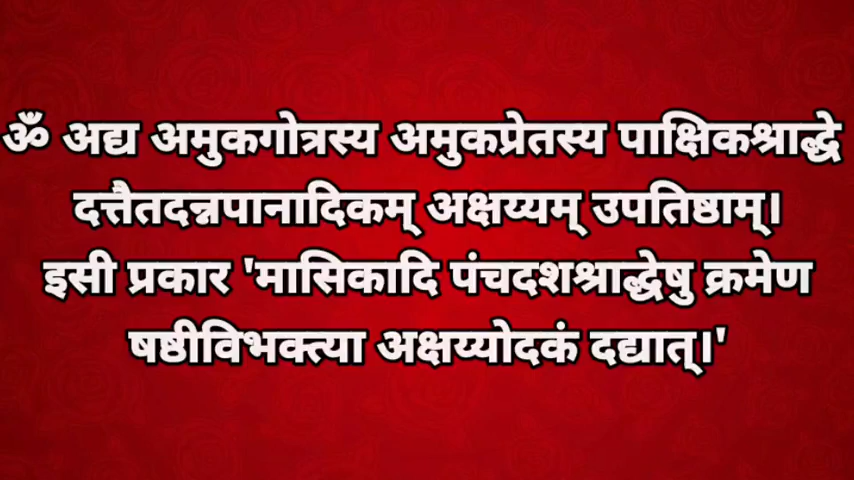 ॐ अद्य अमुकगोत्रस्य अमुकप्रेतस्य पाक्षिकश्राद्धे
दत्तैतदन्नपानादिकम् अक्षय्यम् उपतिष्ठाम्।
इसी प्रकार 'मासिकादि पंचदशश्राद्धेषु क्रमेण
षष्ठीविभक्त्या अक्षय्योदकं दद्यात्।'